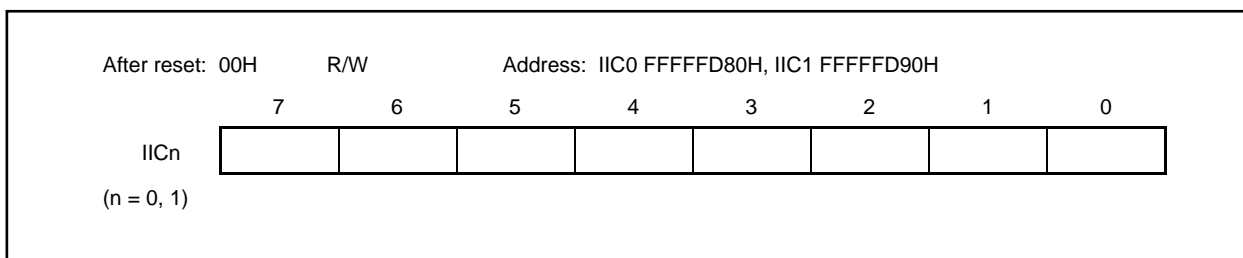 After reset: 00H R/W Address: IIC0 FFFFFD80H, IIC1 FFFFFD90H
7 6 5 4 3 2 1 0
IICn
(n = 0, 1)